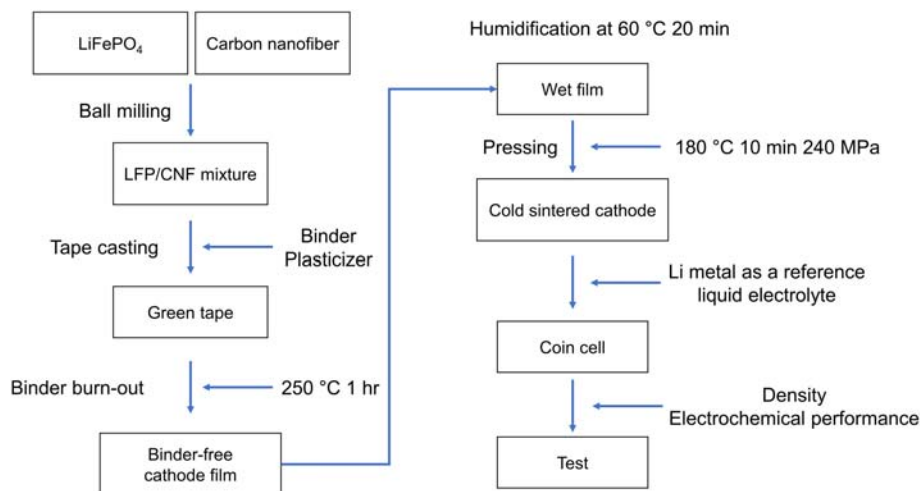 LiFePO₄
Carbon nanofiber
Ball milling
LFP/CNF mixture
Tape casting
Binder
Plasticizer
Green tape
Binder burn-out
250 °C 1 hr
Binder-free
cathode film
Humidification at 60 °C 20 min
Wet film
Pressing
180 °C 10 min 240 MPa
Cold sintered cathode
Li metal as a reference
liquid electrolyte
Coin cell
Density
Electrochemical performance
Test